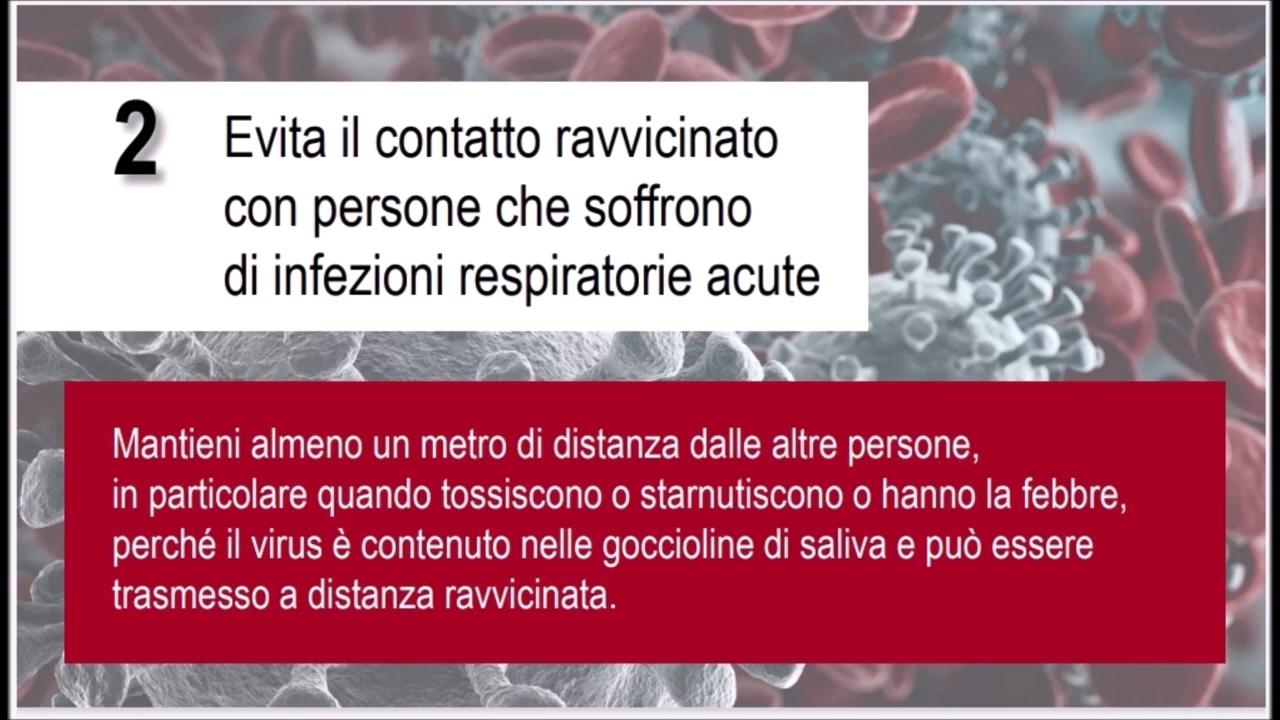 2
Evita il contatto ravvicinato
con persone che soffrono
di infezioni respiratorie acute
Mantieni almeno un metro di distanza dalle altre persone,
in particolare quando tossiscono o starnutiscono o hanno la febbre,
perché il virus è contenuto nelle goccioline di saliva e può essere
trasmesso a distanza ravvicinata.